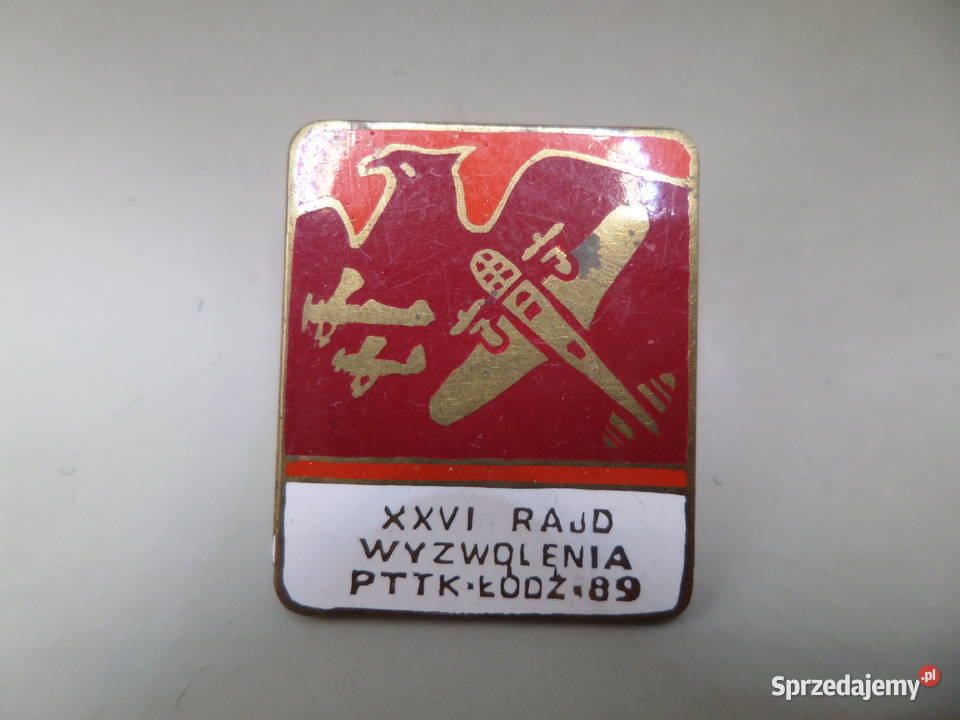 XXVI RAJD
WYZWOLENIA
PTTK·ŁÓDŹ·89
Sprzedajemy.pl